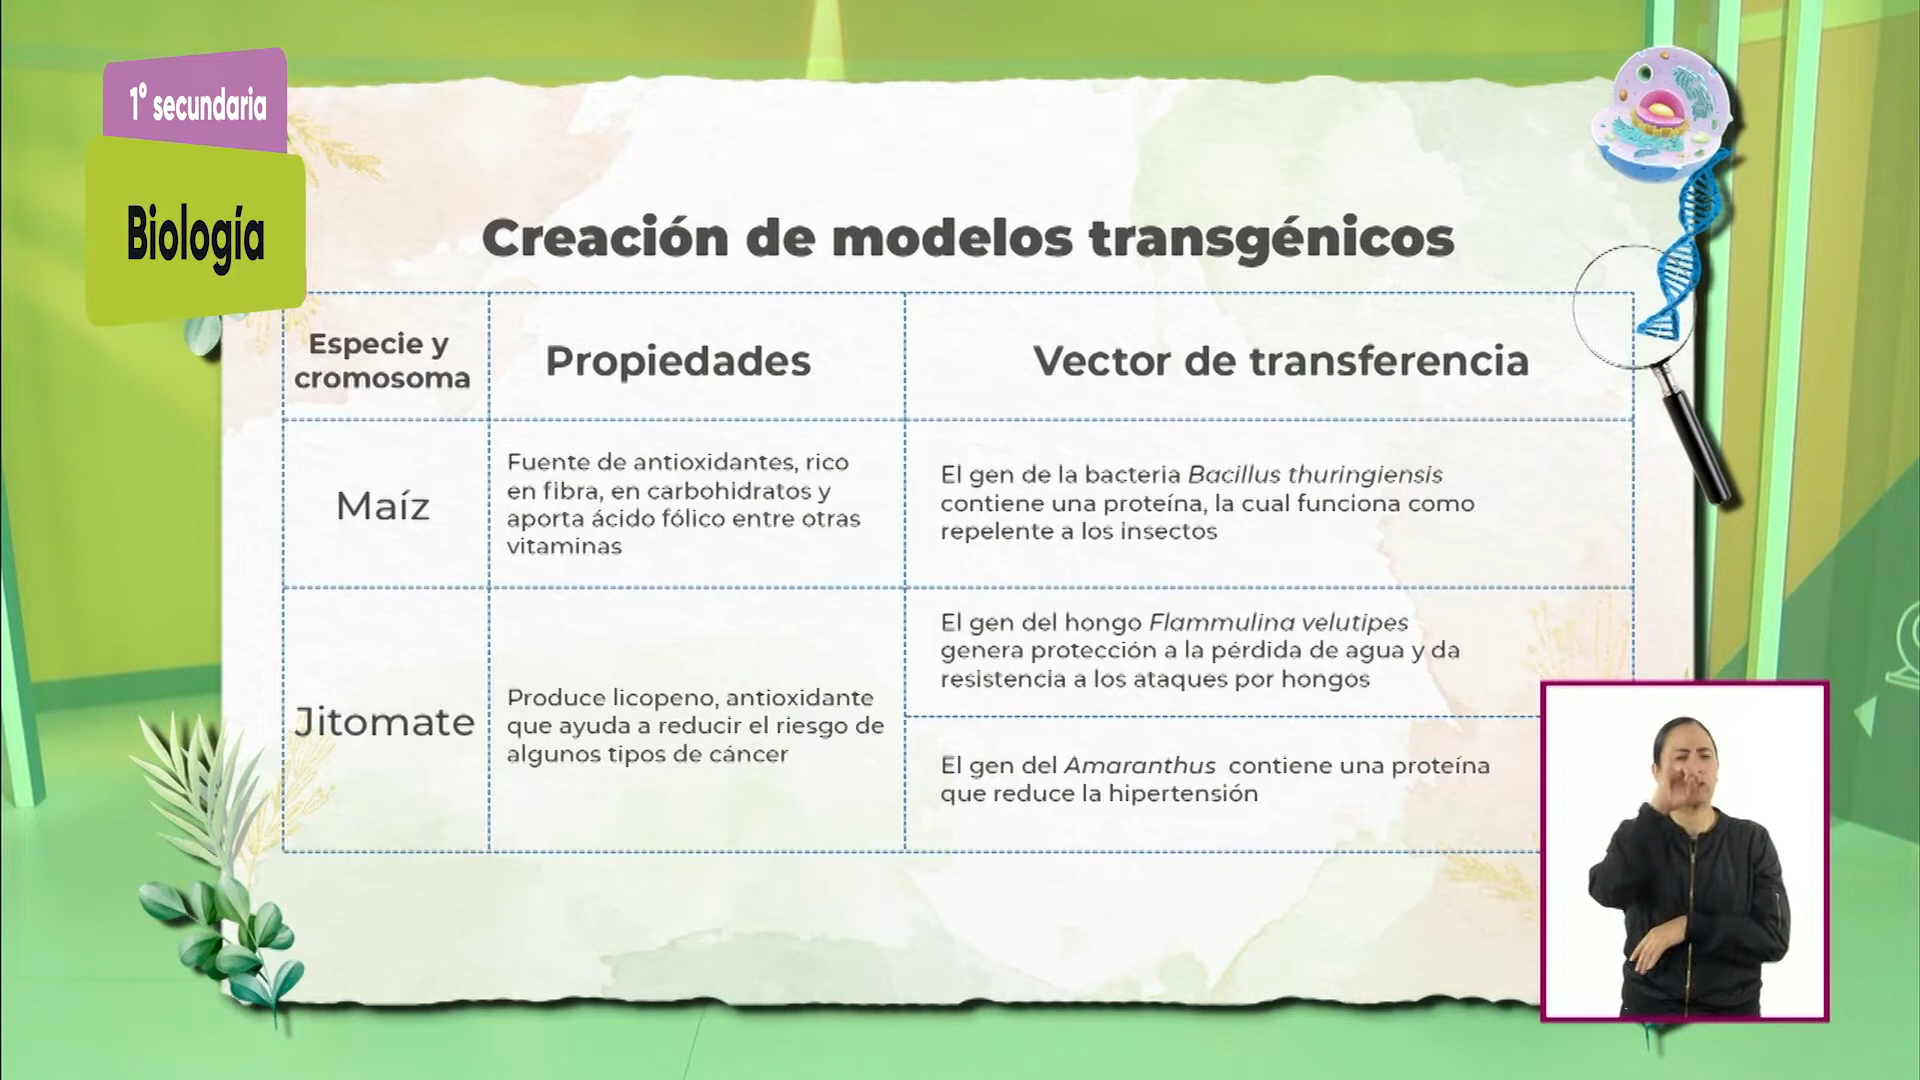 1° secundaria
Biología
Creación de modelos transgénicos
Especie y
cromosoma
Propiedades
Vector de transferencia
Maíz
Fuente de antioxidantes, rico
en fibra, en carbohidratos y
aporta ácido fólico entre otras
vitaminas
El gen de la bacteria Bacillus thuringiensis
contiene una proteína, la cual funciona como
repelente a los insectos
Jitomate
Produce licopeno, antioxidante
que ayuda a reducir el riesgo de
algunos tipos de cáncer
El gen del hongo Flammulina velutipes
genera protección a la pérdida de agua y da
resistencia a los ataques por hongos
El gen del Amaranthus contiene una proteína
que reduce la hipertensión